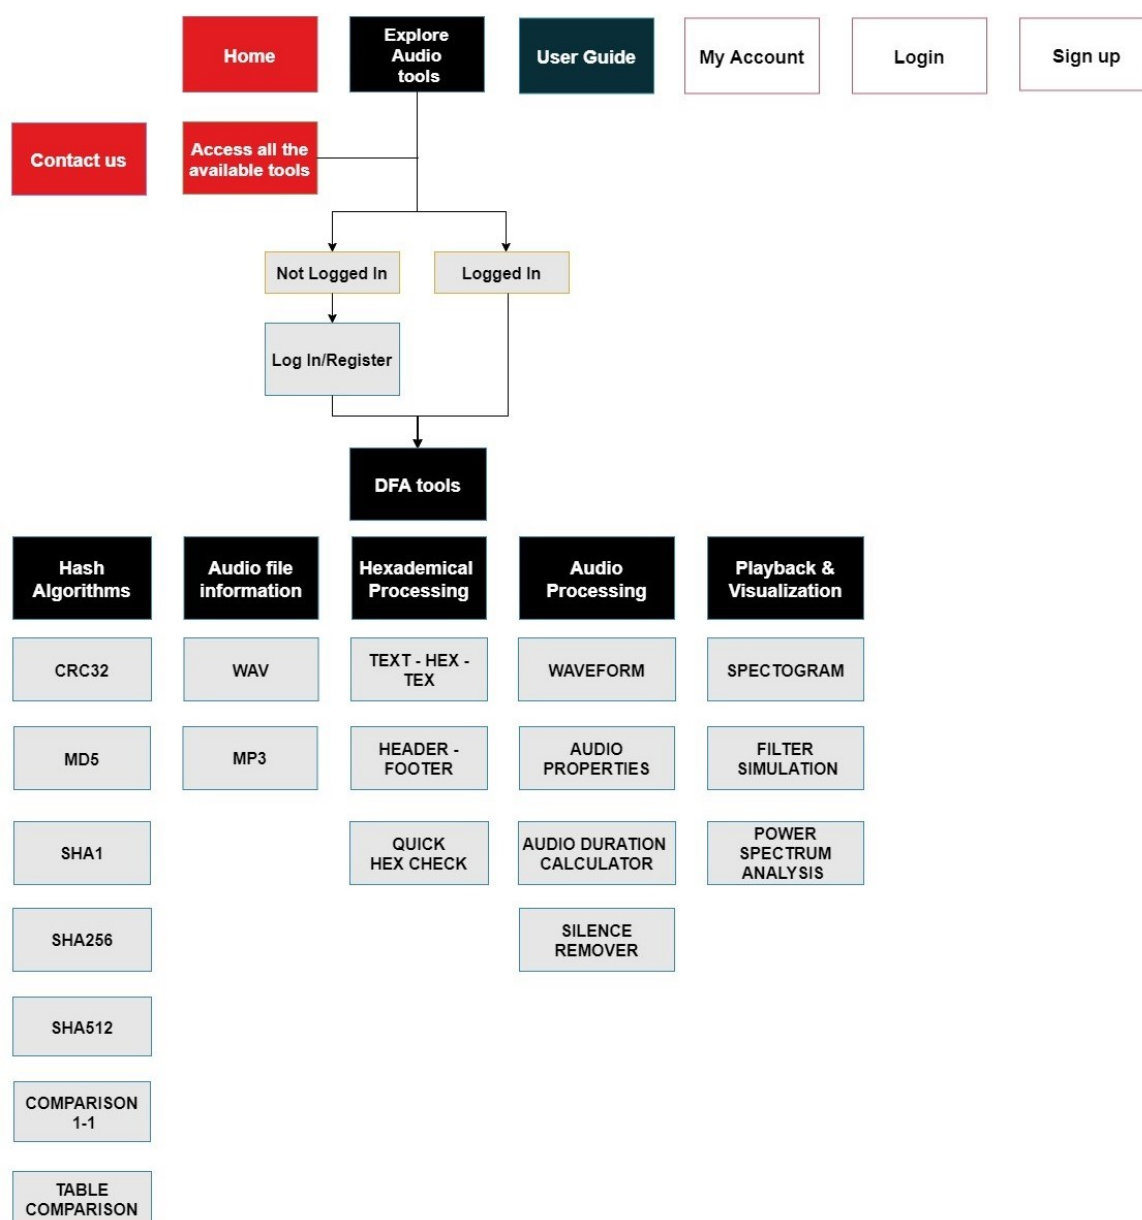 Home
Explore
Audio
tools
User Guide
My Account
Login
Sign up
Contact us
Access all the
available tools
Not Logged In
Logged In
Log In/Register
DFA tools
Hash
Algorithms
Audio file
information
Hexademical
Processing
Audio
Processing
Playback &
Visualization
CRC32
WAV
TEXT - HEX -
TEX
WAVEFORM
SPECTOGRAM
MD5
MP3
HEADER -
FOOTER
AUDIO
PROPERTIES
FILTER
SIMULATION
SHA1
QUICK
HEX CHECK
AUDIO DURATION
CALCULATOR
POWER
SPECTRUM
ANALYSIS
SHA256
SILENCE
REMOVER
SHA512
COMPARISON
1-1
TABLE
COMPARISON